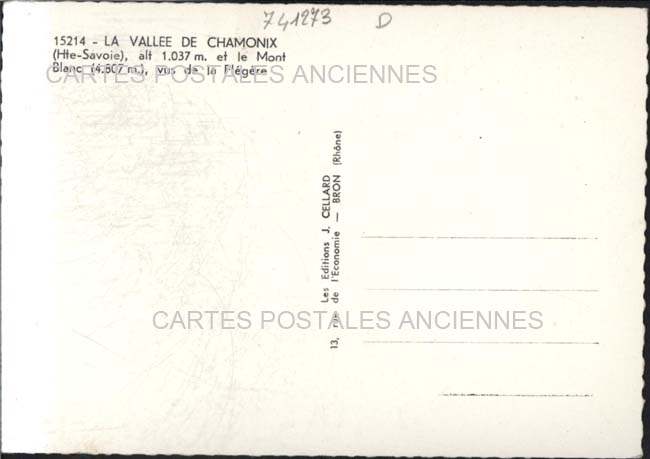 741273 D
15214 - LA VALLEE DE CHAMONIX
(Hte-Savoie), alt 1.037 m. et le Mont
Blanc (4.807 m.), vus de la Flégère
CARTES POSTALES ANCIENNES
Les Editions J. CELLARD
13, rue de l'Economie — BRON (Rhône)
CARTES POSTALES ANCIENNES